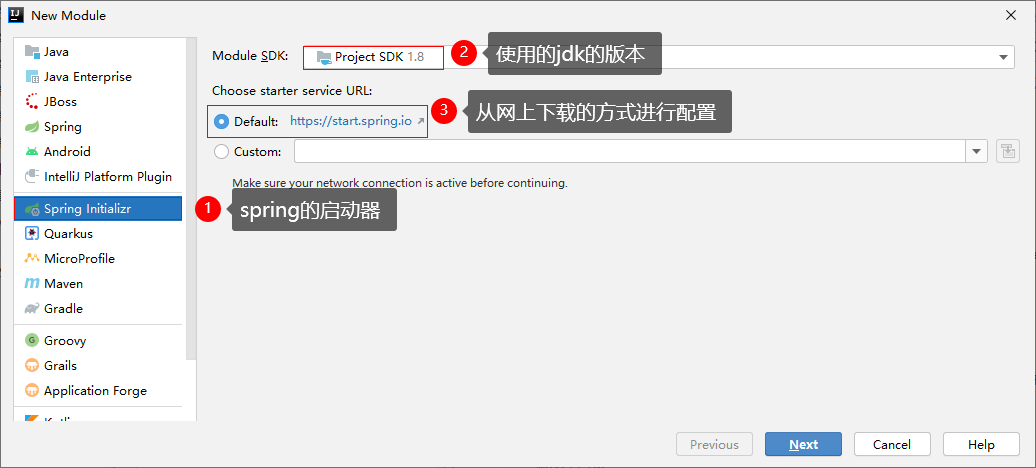 New Module
Java
Java Enterprise
JBoss
Spring
Android
IntelliJ Platform Plugin
Spring Initializr
Quarkus
MicroProfile
Maven
Gradle
Groovy
Grails
Application Forge
Module SDK: Project SDK 1.8
2 使用的jdk的版本
Choose starter service URL:
Default: https://start.spring.io
3 从网上下载的方式进行配置
Custom:
Make sure your network connection is active before continuing.
1 spring的启动器
Previous Next Cancel Help